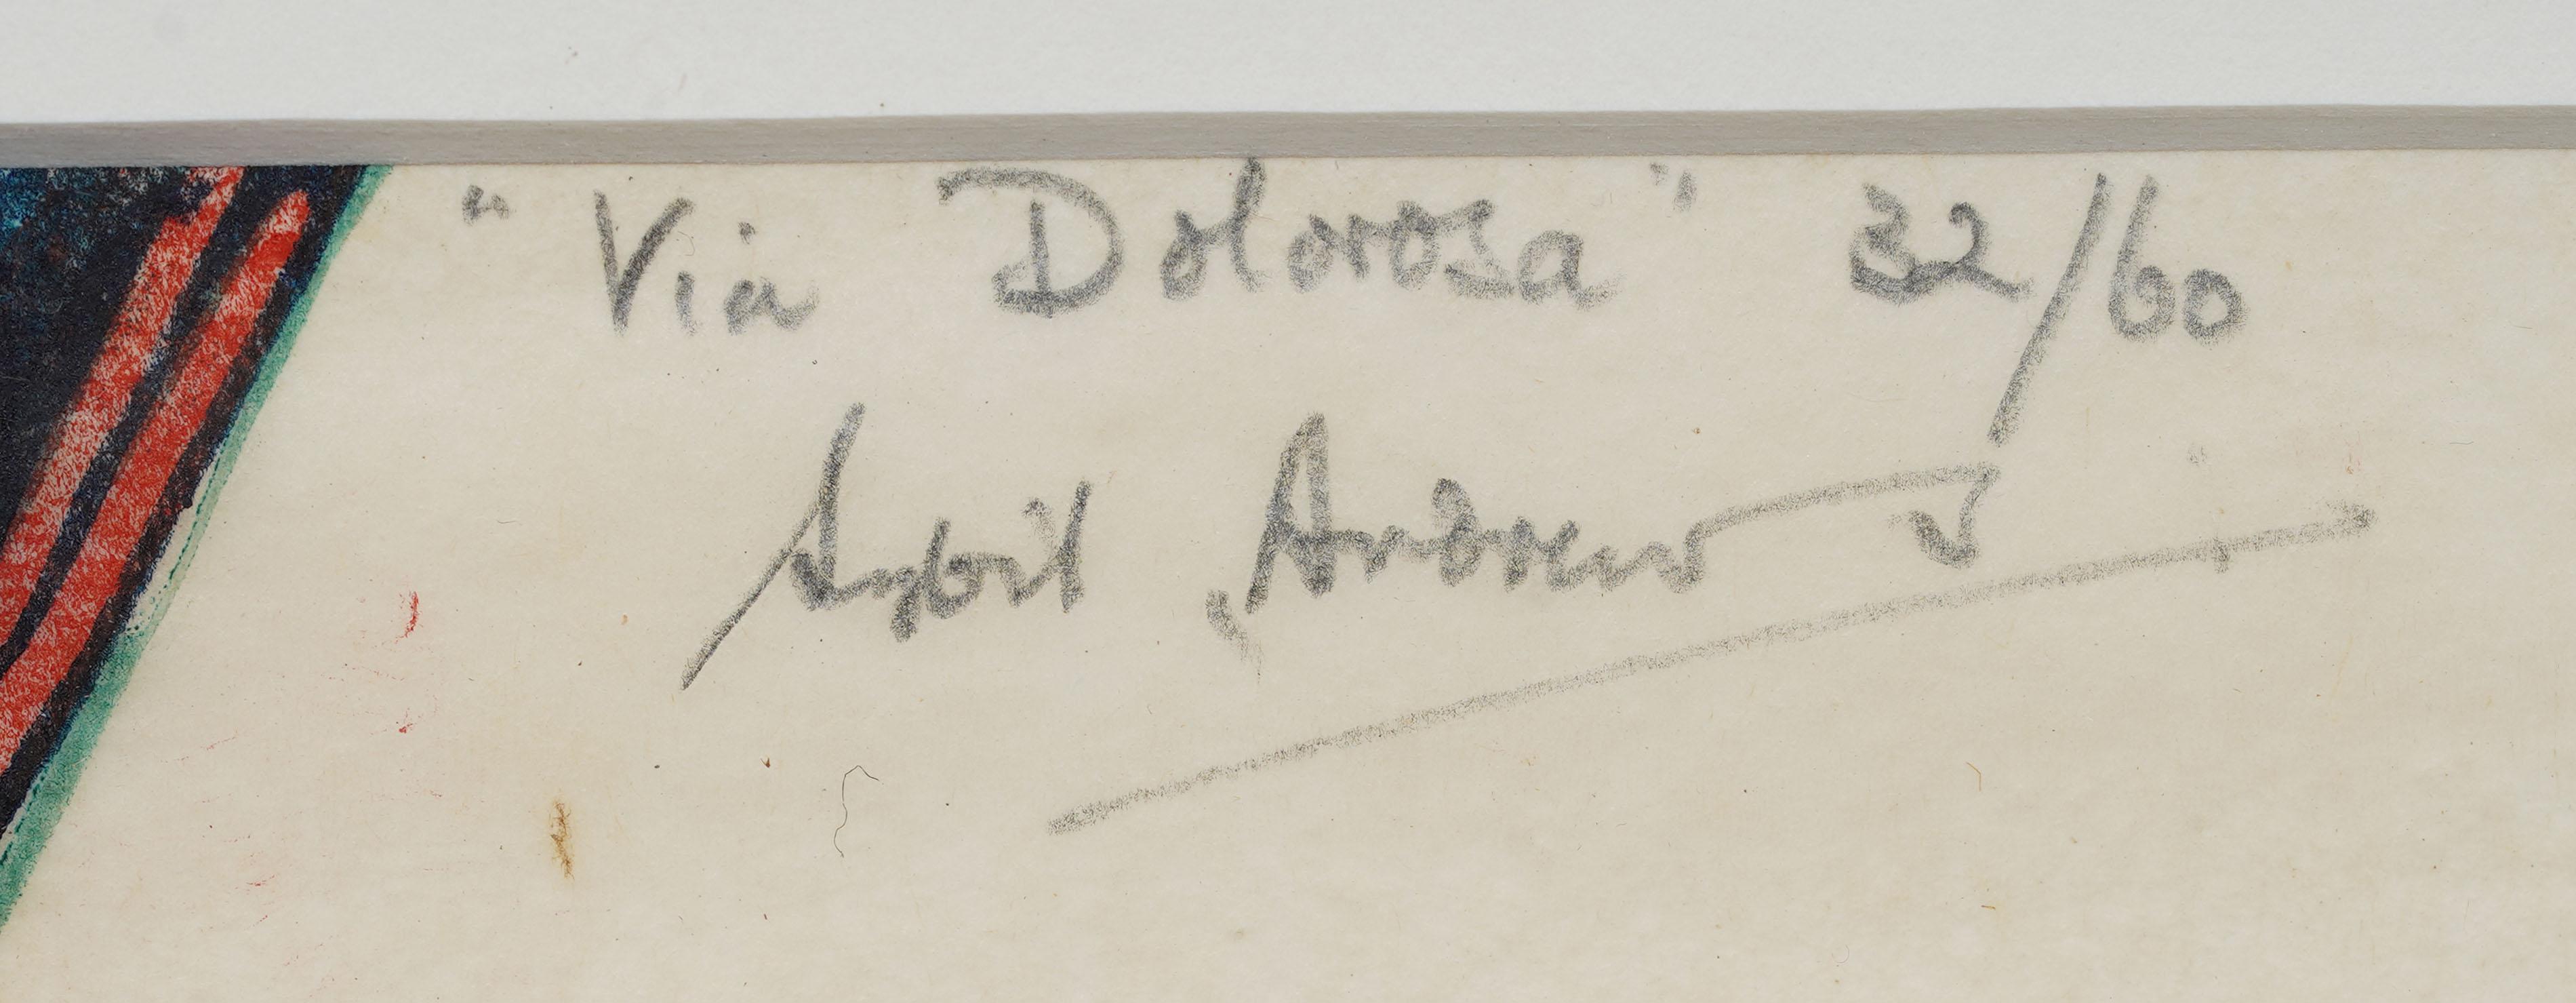 "Via Dolorosa" 32/60
Sybil Andrews